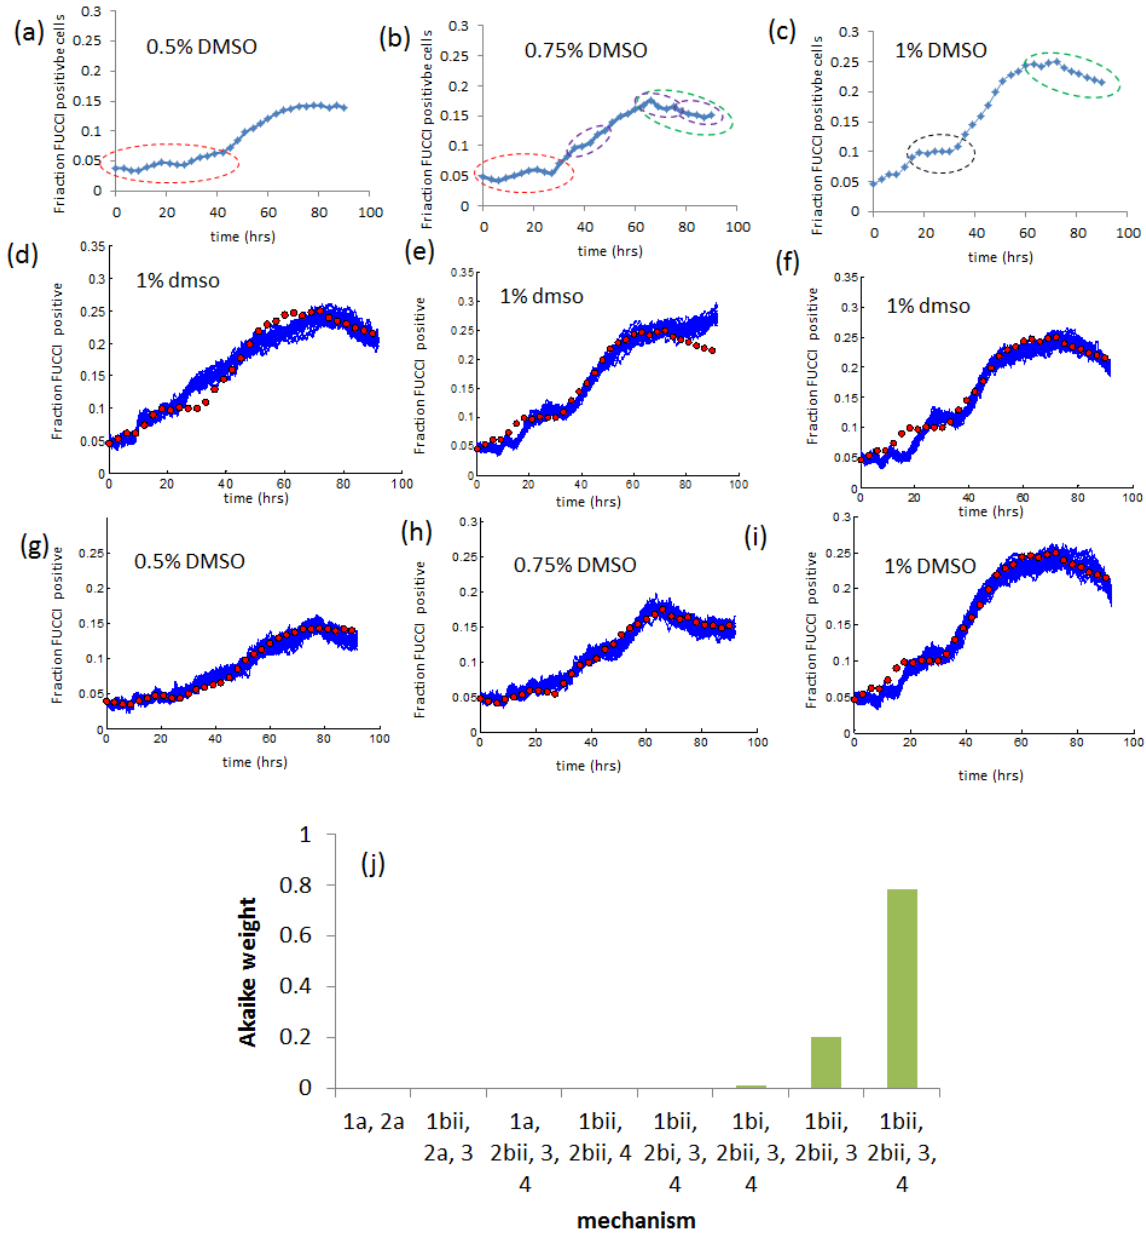 (a)
0.5% DMSO
Friaction FUCCI positivbe cells
0.3
0.25
0.2
0.15
0.1
0.05
0
0 20 40 60 80 100
time (hrs)
(b)
0.75% DMSO
Fraction FUCCI positivbe cells
0.3
0.25
0.2
0.15
0.1
0.05
0
0 20 40 60 80 100
time (hrs)
(c)
1% DMSO
Friaction FUCCI positivbe cells
0.3
0.25
0.2
0.15
0.1
0.05
0
0 20 40 60 80 100
time (hrs)
(d)
1% dmso
Fraction FUCCI positive
0.35
0.3
0.25
0.2
0.15
0.1
0.05
0
0 20 40 60 80 100
time (hrs)
(e)
1% dmso
Fraction FUCCI positive
0.35
0.3
0.25
0.2
0.15
0.1
0.05
0
0 20 40 60 80 100
time (hrs)
(f)
1% dmso
Fraction FUCCI positive
0.35
0.3
0.25
0.2
0.15
0.1
0.05
0
0 20 40 60 80 100
time (hrs)
(g)
0.5% DMSO
Fraction FUCCI positive
0.25
0.2
0.15
0.1
0.05
0
0 20 40 60 80 100
time (hrs)
(h)
0.75% DMSO
Fraction FUCCI positive
0.3
0.25
0.2
0.15
0.1
0.05
0
0 20 40 60 80 100
time (hrs)
(i)
1% DMSO
Fraction FUCCI positive
0.3
0.25
0.2
0.15
0.1
0.05
0
0 20 40 60 80 100
time (hrs)
(j)
Akaike weight
1
0.8
0.6
0.4
0.2
0
1a, 2a
1bii,
2a, 3
1a,
2bii, 3,
4
1bii,
2bii, 4
1bii,
2bi, 3,
4
1bi,
2bii, 3,
4
1bii,
2bii, 3
1bii,
2bii, 3,
4
mechanism